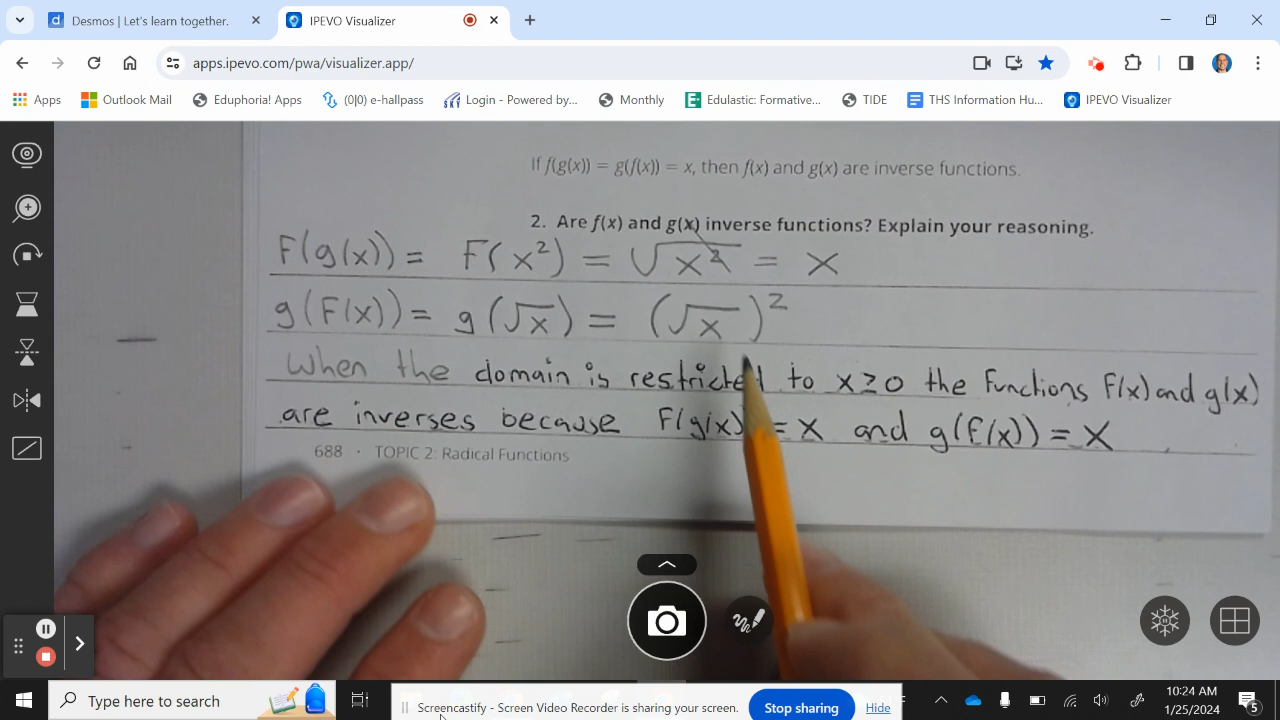 Desmos | Let's learn together.
IPEVO Visualizer
apps.ipevo.com/pwa/visualizer.app/
Apps
Outlook Mail
eduphoria! Apps
(0|0) e-hallpass
Login - Powered by...
Monthly
Edulastic: Formative...
TIDE
THS Information Hu...
IPEVO Visualizer
If f(g(x)) = g(f(x)) = x, then f(x) and g(x) are inverse functions.
2. Are f(x) and g(x) inverse functions? Explain your reasoning.
F(g(x)) = F(x²) = √x² = x
g(F(x)) = g(√x) = (√x)²
When the domain is restricted to x≥0 the functions F(x) and g(x)
are inverses because F(g(x)) = x and g(F(x)) = x
688 • TOPIC 2: Radical Functions
Type here to search
Screencastify - Screen Video Recorder is sharing your screen.
Stop sharing
Hide
10:24 AM
1/25/2024
5